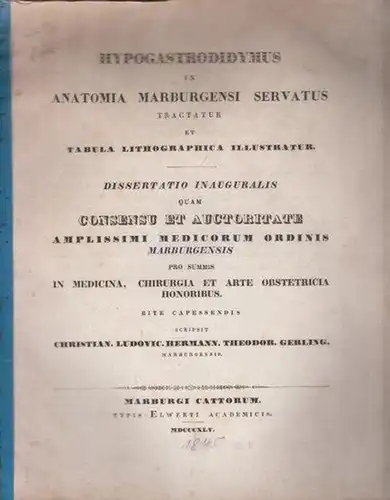 HYPOGASTRODIDYMUS
IN
ANATOMIA MARBURGENSI SERVATUS
TRACTATUR
ET
TABULA LITHOGRAPHICA ILLUSTRATUR.
DISSERTATIO INAUGURALIS
QUAM
CONSENSU ET AUCTORITATE
AMPLISSIMI MEDICORUM ORDINIS
MARBURGENSIS
PRO SUMMIS
IN MEDICINA, CHIRURGIA ET ARTE OBSTETRICIA
HONORIBUS.
RITE CAPESSENDIS
SCRIPSIT
CHRISTIAN. LUDOVIC. HERMANN. THEODOR. GERLING,
MARBURGENSIS.
MARBURGI CATTORUM.
TYPIS ELWERTI ACADEMICIS.
MDCCCXLV.
1845